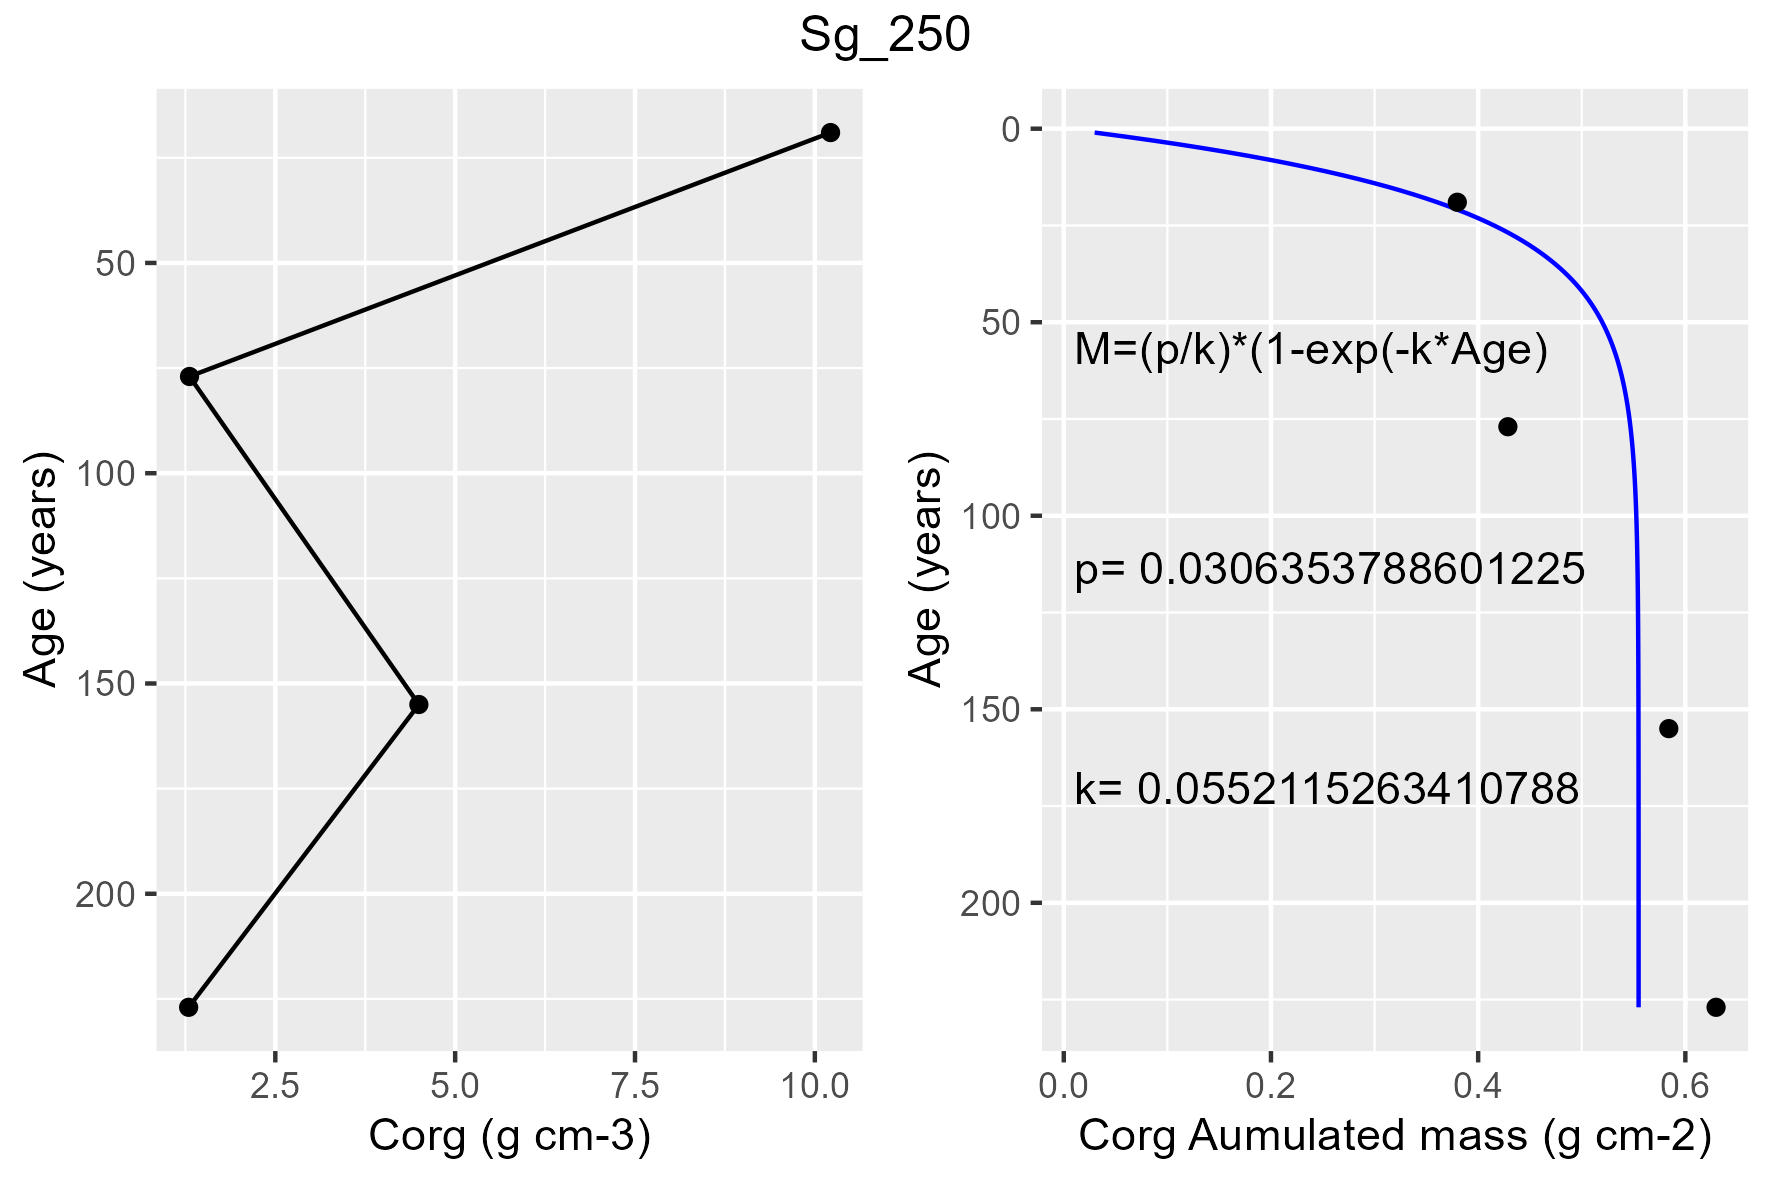 Sg_250
Age (years)
50
100
150
200
2.5 5.0 7.5 10.0
Corg (g cm-3)
Age (years)
0
50
100
150
200
M=(p/k)*(1-exp(-k*Age)
p= 0.0306353788601225
k= 0.0552115263410788
0.0 0.2 0.4 0.6
Corg Aumulated mass (g cm-2)